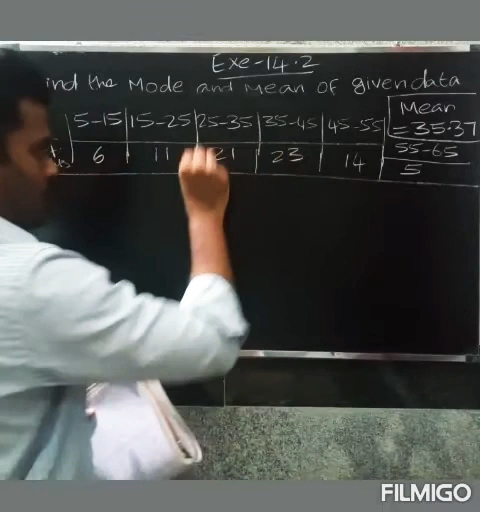 Exe-14.2
ind the Mode and Mean of given data
5-15 15-25 25-35 35-45 45-55 55-65
6 11 21 23 14 5
Mean
= 35.37
FILMIGO